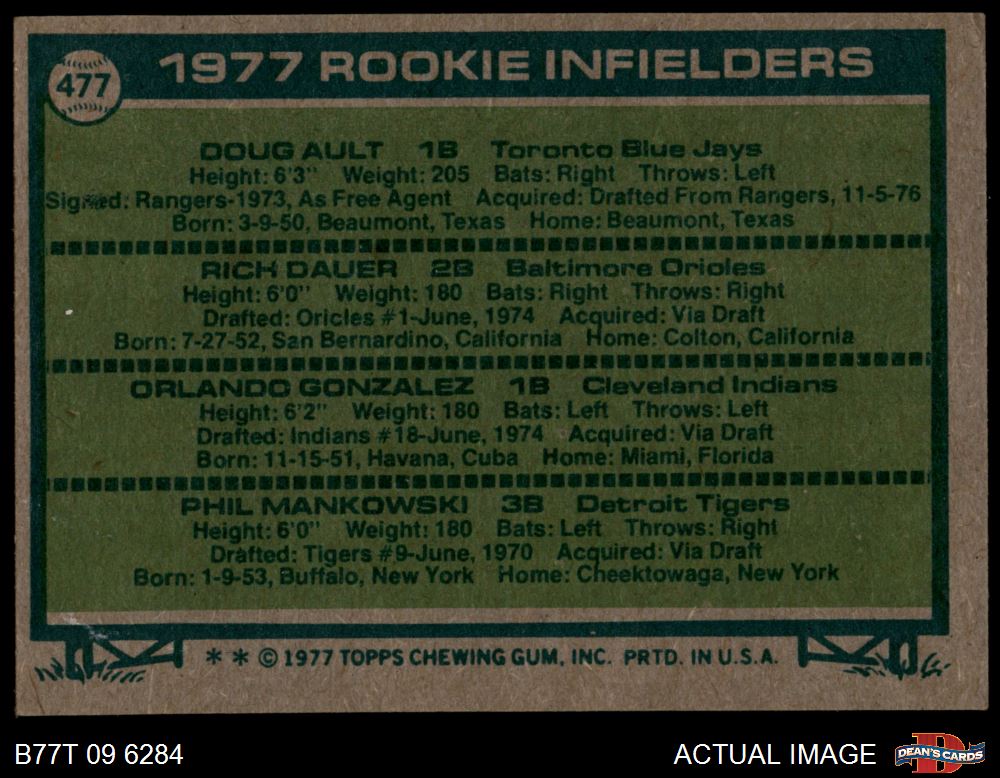 477
1977 ROOKIE INFIELDERS
DOUG AULT 1B Toronto Blue Jays
Height: 6'3" Weight: 205 Bats: Right Throws: Left
Signed: Rangers-1973, As Free Agent Acquired: Drafted From Rangers, 11-5-76
Born: 3-9-50, Beaumont, Texas Home: Beaumont, Texas
RICH DAUER 2B Baltimore Orioles
Height: 6'0" Weight: 180 Bats: Right Throws: Right
Drafted: Orioles #1-June, 1974 Acquired: Via Draft
Born: 7-27-52, San Bernardino, California Home: Colton, California
ORLANDO GONZALEZ 1B Cleveland Indians
Height: 6'2" Weight: 180 Bats: Left Throws: Left
Drafted: Indians #18-June, 1974 Acquired: Via Draft
Born: 11-15-51, Havana, Cuba Home: Miami, Florida
PHIL MANKOWSKI 3B Detroit Tigers
Height: 6'0" Weight: 180 Bats: Left Throws: Right
Drafted: Tigers #9-June, 1970 Acquired: Via Draft
Born: 1-9-53, Buffalo, New York Home: Cheektowaga, New York
* * © 1977 TOPPS CHEWING GUM, INC. PRTD. IN U.S.A.
B77T 09 6284 ACTUAL IMAGE
DEAN'S CARDS